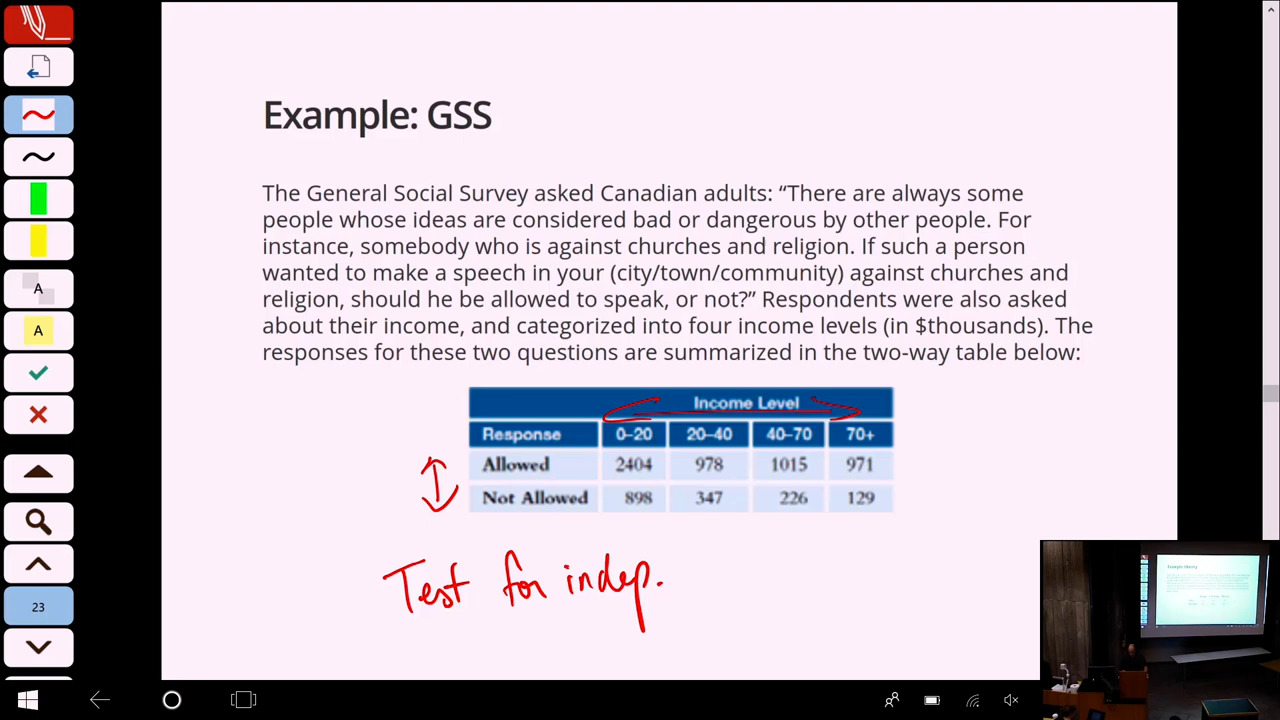 Example: GSS
The General Social Survey asked Canadian adults: “There are always some
people whose ideas are considered bad or dangerous by other people. For
instance, somebody who is against churches and religion. If such a person
wanted to make a speech in your (city/town/community) against churches and
religion, should he be allowed to speak, or not?” Respondents were also asked
about their income, and categorized into four income levels (in $thousands). The
responses for these two questions are summarized in the two-way table below:
Income Level
Response 0–20 20–40 40–70 70+
Allowed 2404 978 1015 971
Not Allowed 898 347 226 129
Test for indep.
A
A
23